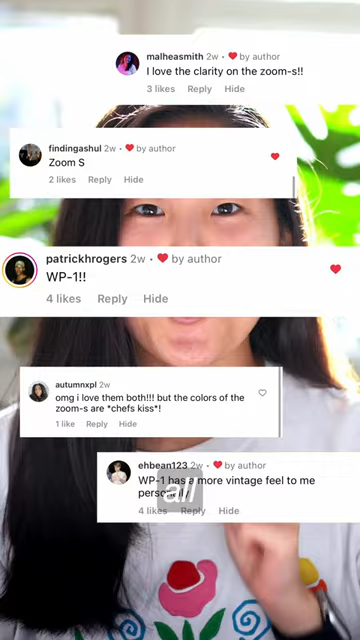 malheasmith 2w • by author
I love the clarity on the zoom-s!!
3 likes Reply Hide
findingashul 2w • by author
Zoom S
2 likes Reply Hide
patrickhrogers 2w • by author
WP-1!!
4 likes Reply Hide
autumnxpl 2w
omg i love them both!!! but the colors of the
zoom-s are *chefs kiss*!
1 like Reply Hide
ehbean123 2w • by author
WP-1 has a more vintage feel to me
personally
all
4 likes Reply Hide